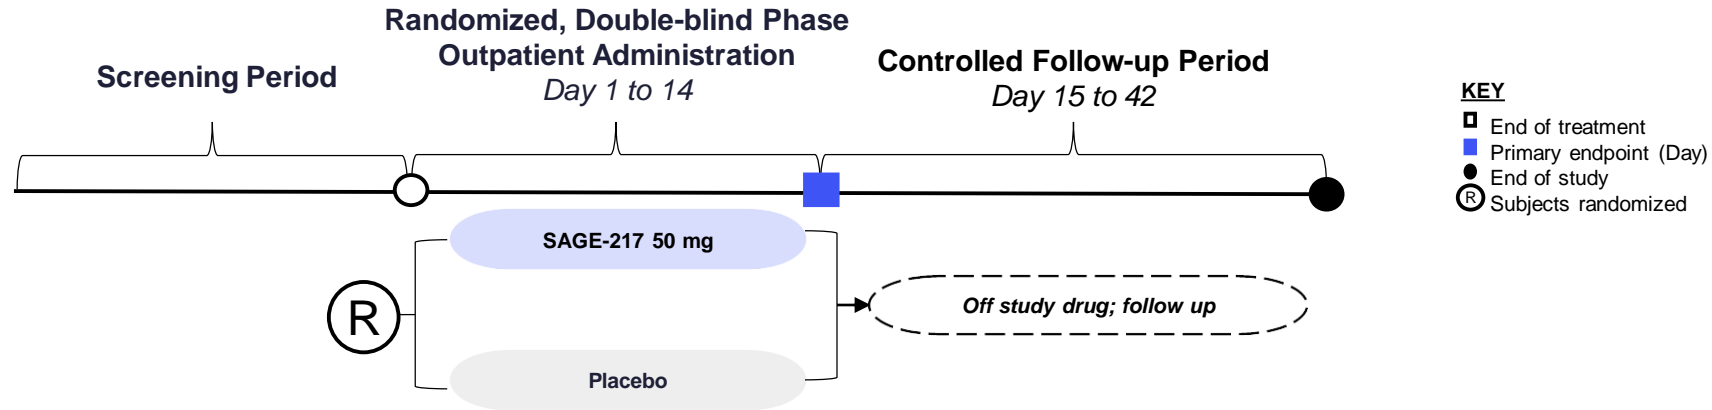 Screening Period
Randomized, Double-blind Phase
Outpatient Administration
Day 1 to 14
Controlled Follow-up Period
Day 15 to 42
KEY
End of treatment
Primary endpoint (Day)
End of study
R Subjects randomized
SAGE-217 50 mg
R
Off study drug; follow up
Placebo